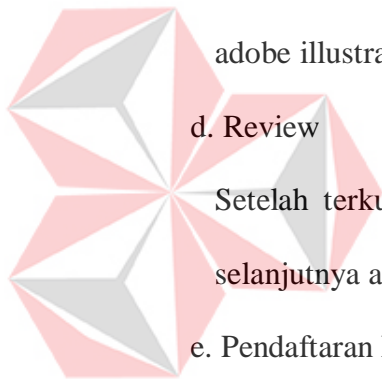 adobe illustra
d. Review
Setelah terku
selanjutnya a
e. Pendaftaran